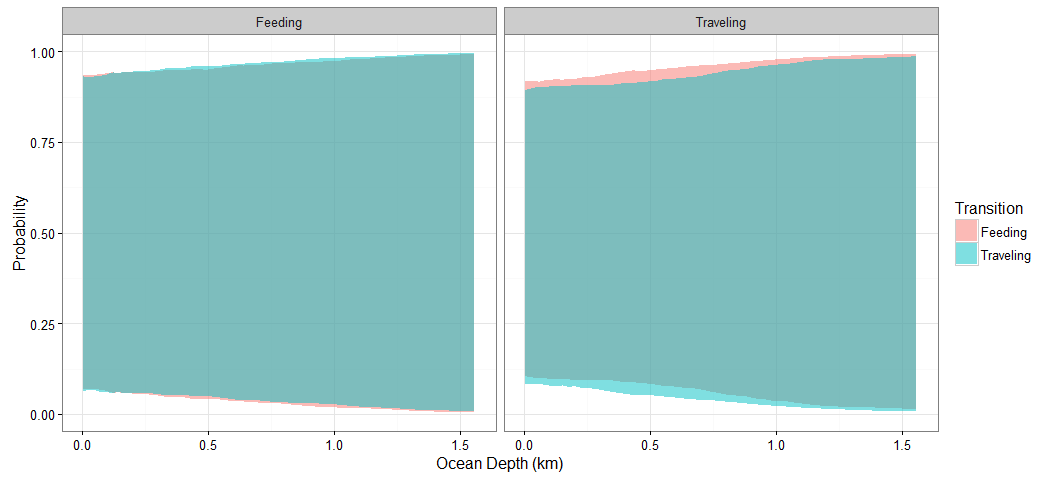 Feeding
Traveling
1.00
0.75
0.50
0.25
0.00
Probability
0.0 0.5 1.0 1.5
0.0 0.5 1.0 1.5
Ocean Depth (km)
Transition
Feeding
Traveling